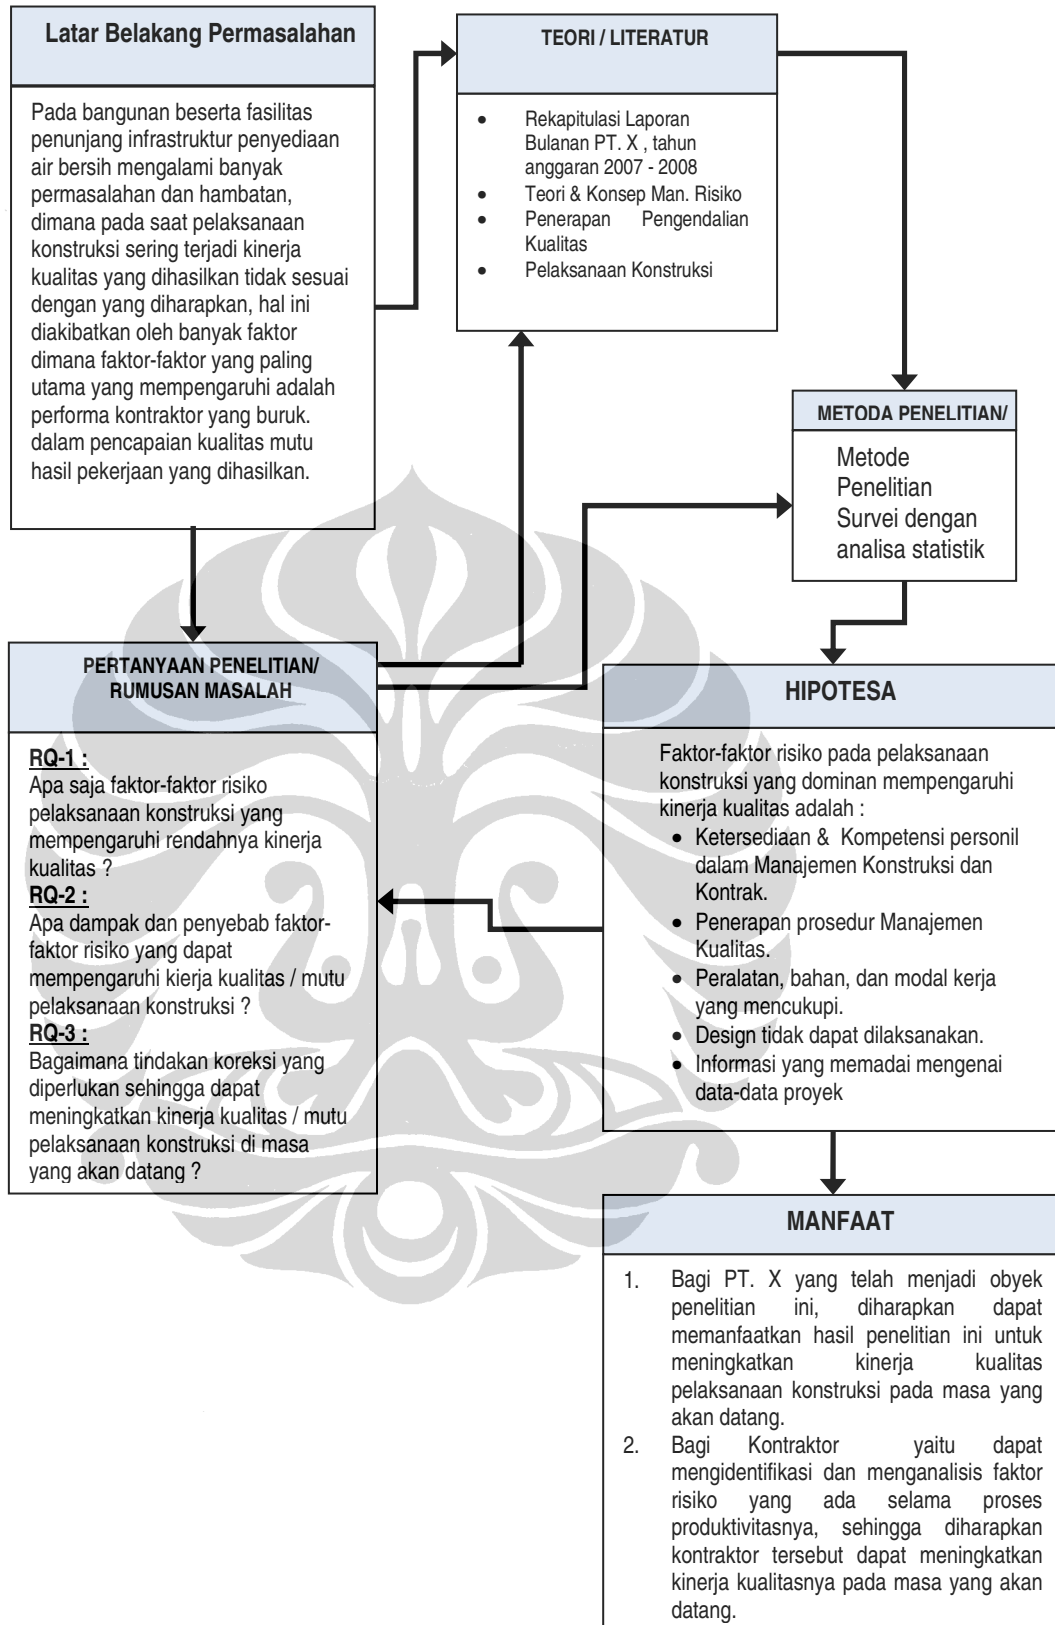 Latar Belakang Permasalahan
Pada bangunan beserta fasilitas
penunjang infrastruktur penyediaan
air bersih mengalami banyak
permasalahan dan hambatan,
dimana pada saat pelaksanaan
konstruksi sering terjadi kinerja
kualitas yang dihasilkan tidak sesuai
dengan yang diharapkan, hal ini
diakibatkan oleh banyak faktor
dimana faktor-faktor yang paling
utama yang mempengaruhi adalah
performa kontraktor yang buruk.
dalam pencapaian kualitas mutu
hasil pekerjaan yang dihasilkan.
TEORI / LITERATUR
• Rekapitulasi Laporan
Bulanan PT. X , tahun
anggaran 2007 - 2008
• Teori & Konsep Man. Risiko
• Penerapan Pengendalian
Kualitas
• Pelaksanaan Konstruksi
METODA PENELITIAN/
Metode
Penelitian
Survei dengan
analisa statistik
PERTANYAAN PENELITIAN/
RUMUSAN MASALAH
RQ-1 :
Apa saja faktor-faktor risiko
pelaksanaan konstruksi yang
mempengaruhi rendahnya kinerja
kualitas ?
RQ-2 :
Apa dampak dan penyebab faktor-
faktor risiko yang dapat
mempengaruhi kierja kualitas / mutu
pelaksanaan konstruksi ?
RQ-3 :
Bagaimana tindakan koreksi yang
diperlukan sehingga dapat
meningkatkan kinerja kualitas / mutu
pelaksanaan konstruksi di masa
yang akan datang ?
HIPOTESA
Faktor-faktor risiko pada pelaksanaan
konstruksi yang dominan mempengaruhi
kinerja kualitas adalah :
• Ketersediaan & Kompetensi personil
dalam Manajemen Konstruksi dan
Kontrak.
• Penerapan prosedur Manajemen
Kualitas.
• Peralatan, bahan, dan modal kerja
yang mencukupi.
• Design tidak dapat dilaksanakan.
• Informasi yang memadai mengenai
data-data proyek
MANFAAT
1. Bagi PT. X yang telah menjadi obyek
penelitian ini, diharapkan dapat
memanfaatkan hasil penelitian ini untuk
meningkatkan kinerja kualitas
pelaksanaan konstruksi pada masa yang
akan datang.
2. Bagi Kontraktor yaitu dapat
mengidentifikasi dan menganalisis faktor
risiko yang ada selama proses
produktivitasnya, sehingga diharapkan
kontraktor tersebut dapat meningkatkan
kinerja kualitasnya pada masa yang akan
datang.